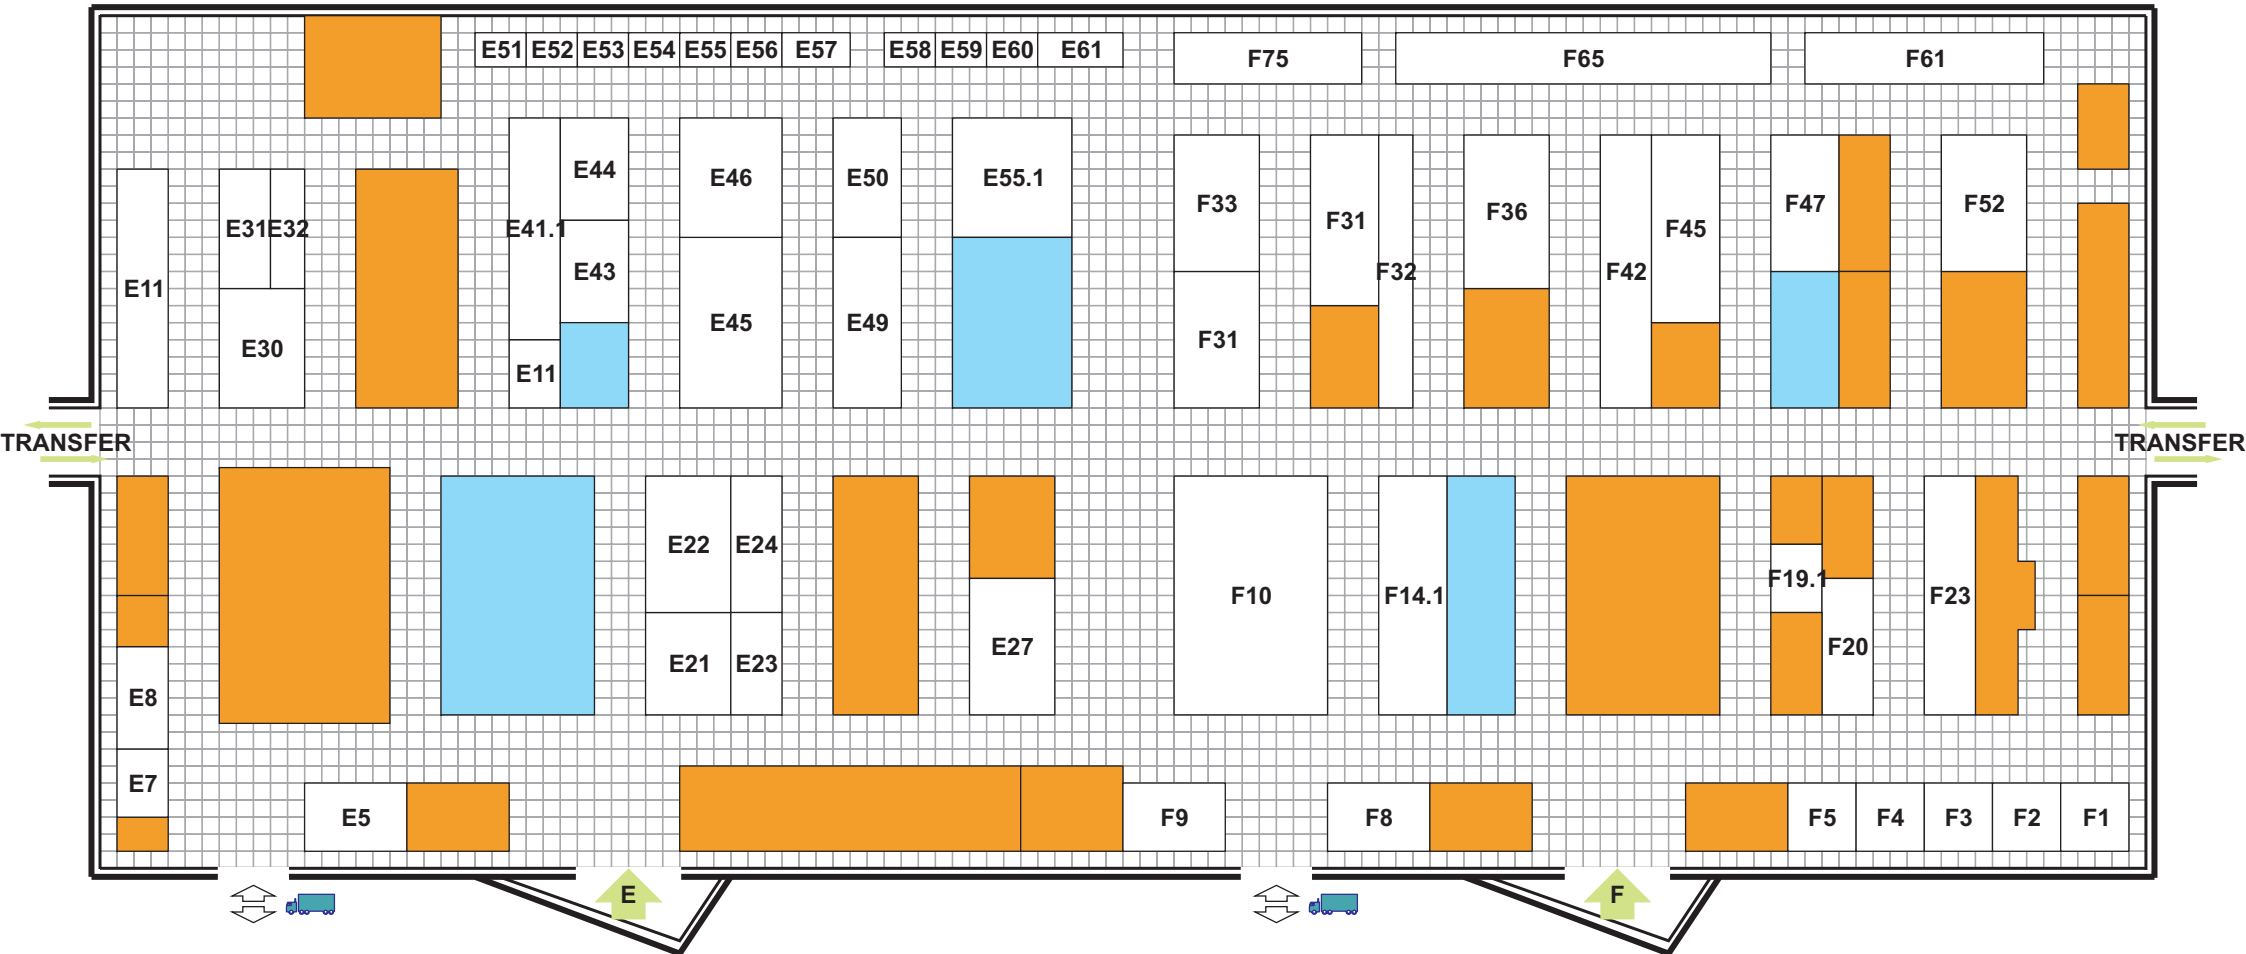 E51 E52 E53 E54 E55 E56 E57 E58 E59 E60 E61
F75 F65 F61
E44 E46 E50 E55.1
F33 F31 F36 F45 F47 F52
E31 E32 E41.1
E43 F32 F42
E11 E30 E45 E49 F31
E11
TRANSFER TRANSFER
E22 E24
F10 F14.1 F19.1 F23
E21 E23 E27 F20
E8
E7
E5 F9 F8 F5 F4 F3 F2 F1
E F